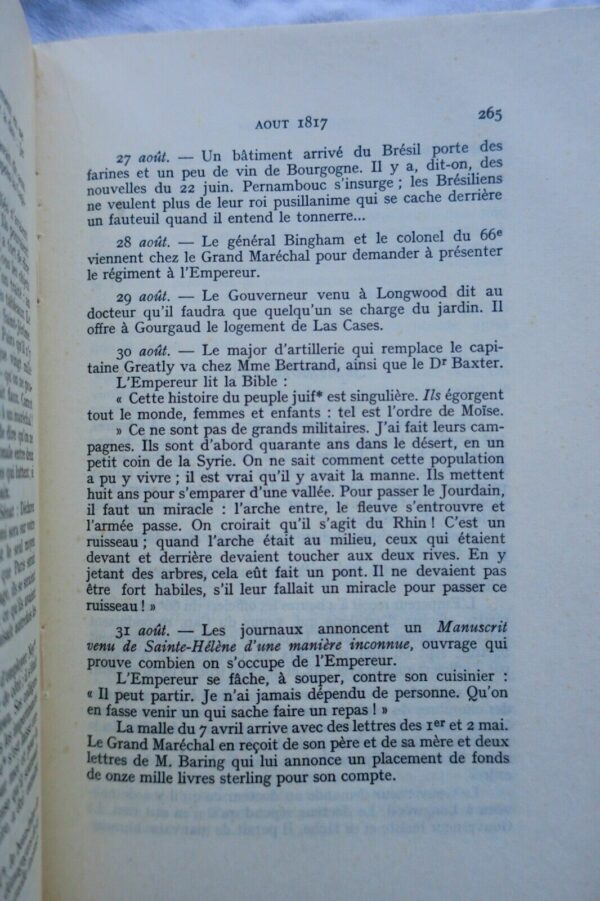 AOUT 1817 265
27 août. — Un bâtiment arrivé du Brésil porte des
farines et un peu de vin de Bourgogne. Il y a, dit-on, des
nouvelles du 22 juin. Pernambouc s'insurge ; les Brésiliens
ne veulent plus de leur roi pusillanime qui se cache derrière
un fauteuil quand il entend le tonnerre...
28 août. — Le général Bingham et le colonel du 66e
viennent chez le Grand Maréchal pour demander à présenter
le régiment à l'Empereur.
29 août. — Le Gouverneur venu à Longwood dit au
docteur qu'il faudra que quelqu'un se charge du jardin. Il
offre à Gourgaud le logement de Las Cases.
30 août. — Le major d'artillerie qui remplace le capi-
taine Greatly va chez Mme Bertrand, ainsi que le Dr Baxter.
L'Empereur lit la Bible :
« Cette histoire du peuple juif* est singulière. Ils égorgent
tout le monde, femmes et enfants : tel est l'ordre de Moïse.
» Ce ne sont pas de grands militaires. J'ai fait leurs cam-
pagnes. Ils sont d'abord quarante ans dans le désert, en un
petit coin de la Syrie. On ne sait comment cette population
a pu y vivre ; il est vrai qu'il y avait la manne. Ils mettent
huit ans pour s'emparer d'une vallée. Pour passer le Jourdain,
il faut un miracle : l'arche entre, le fleuve s'entrouvre et
l'armée passe. On croirait qu'il s'agit du Rhin ! C'est un
ruisseau ; quand l'arche était au milieu, ceux qui étaient
devant et derrière devaient toucher aux deux rives. En y
jetant des arbres, cela eût fait un pont. Il ne devaient pas
être fort habiles, s'il leur fallait un miracle pour passer ce
ruisseau ! »
31 août. — Les journaux annoncent un Manuscrit
venu de Sainte-Hélène d'une manière inconnue, ouvrage qui
prouve combien on s'occupe de l'Empereur.
L'Empereur se fâche, à souper, contre son cuisinier :
« Il peut partir. Je n'ai jamais dépendu de personne. Qu'on
en fasse venir un qui sache faire un repas ! »
La malle du 7 avril arrive avec des lettres des 1er et 2 mai.
Le Grand Maréchal en reçoit de son père et de sa mère et deux
lettres de M. Baring qui lui annonce un placement de fonds
de onze mille livres sterling pour son compte.